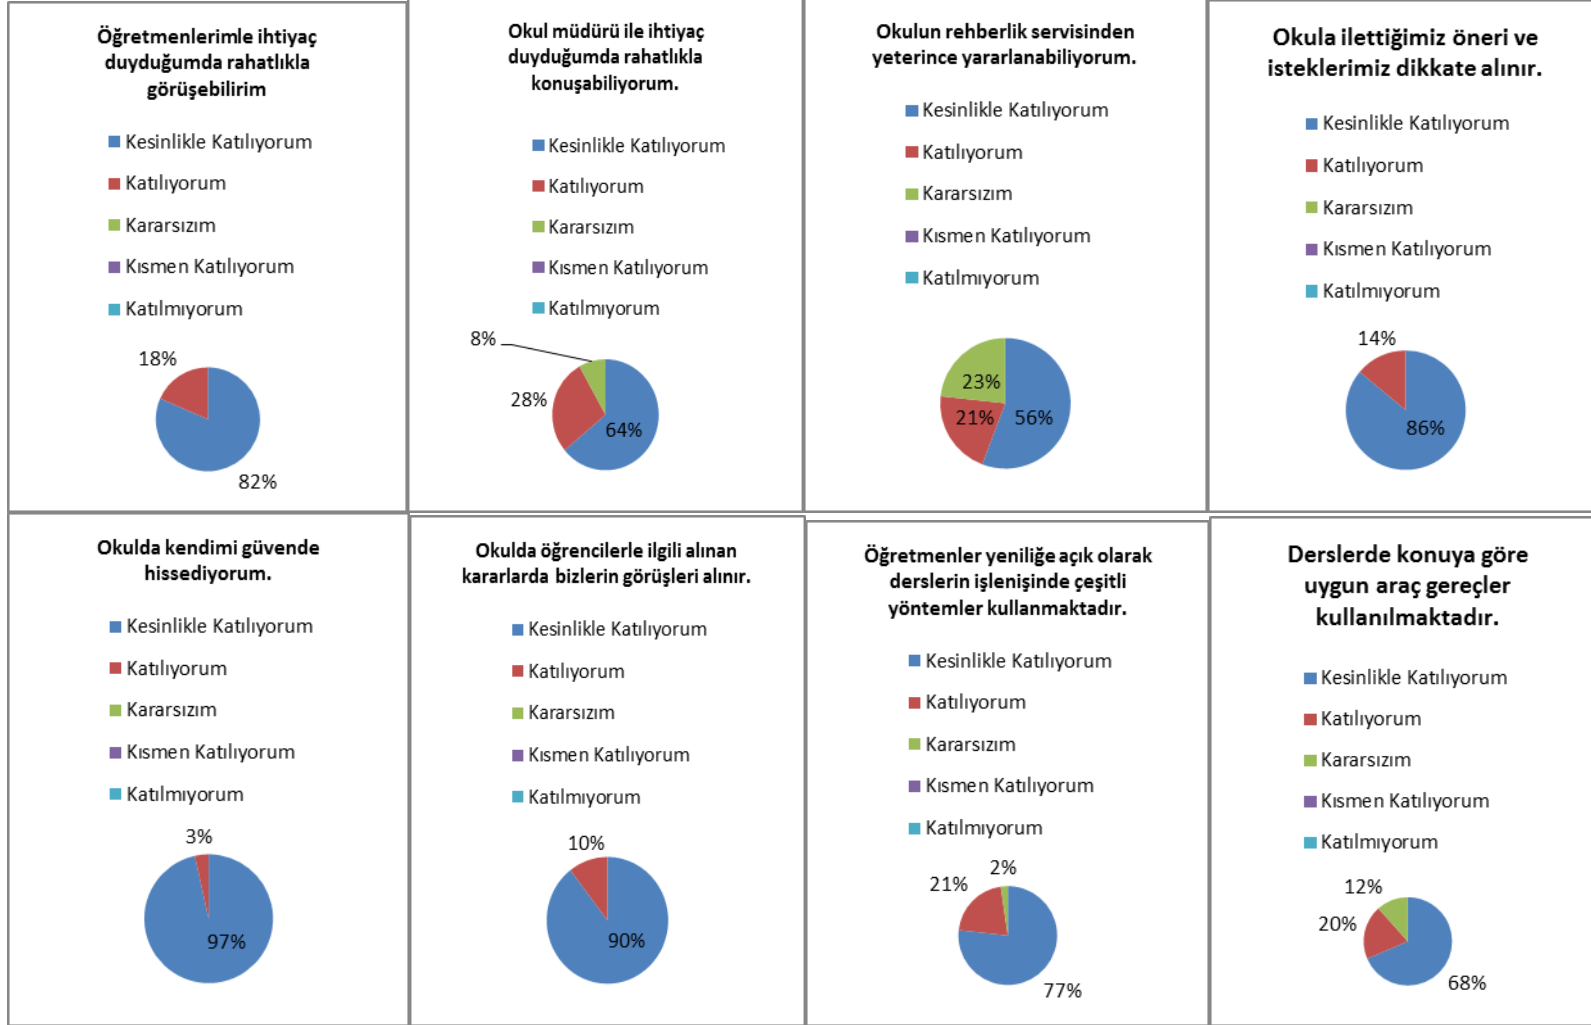 Öğretmenlerimle ihtiyaç
duyduğumda rahatlıkla
görüşebilirim
Kesinlikle Katılıyorum
Katılıyorum
Kararsızım
Kısmen Katılıyorum
Katılmıyorum
18%
82%
Okul müdürü ile ihtiyaç
duyduğumda rahatlıkla
konuşabiliyorum.
Kesinlikle Katılıyorum
Katılıyorum
Kararsızım
Kısmen Katılıyorum
Katılmıyorum
8%
28%
64%
Okulun rehberlik servisinden
yeterince yararlanabiliyorum.
Kesinlikle Katılıyorum
Katılıyorum
Kararsızım
Kısmen Katılıyorum
Katılmıyorum
23%
21%
56%
Okula ilettiğimiz öneri ve
isteklerimiz dikkate alınır.
Kesinlikle Katılıyorum
Katılıyorum
Kararsızım
Kısmen Katılıyorum
Katılmıyorum
14%
86%
Okulda kendimi güvende
hissediyorum.
Kesinlikle Katılıyorum
Katılıyorum
Kararsızım
Kısmen Katılıyorum
Katılmıyorum
3%
97%
Okulda öğrencilerle ilgili alınan
kararlarda bizlerin görüşleri alınır.
Kesinlikle Katılıyorum
Katılıyorum
Kararsızım
Kısmen Katılıyorum
Katılmıyorum
10%
90%
Öğretmenler yeniliğe açık olarak
derslerin işlenişinde çeşitli
yöntemler kullanmaktadır.
Kesinlikle Katılıyorum
Katılıyorum
Kararsızım
Kısmen Katılıyorum
Katılmıyorum
2%
21%
77%
Derslerde konuya göre
uygun araç gereçler
kullanılmaktadır.
Kesinlikle Katılıyorum
Katılıyorum
Kararsızım
Kısmen Katılıyorum
Katılmıyorum
12%
20%
68%